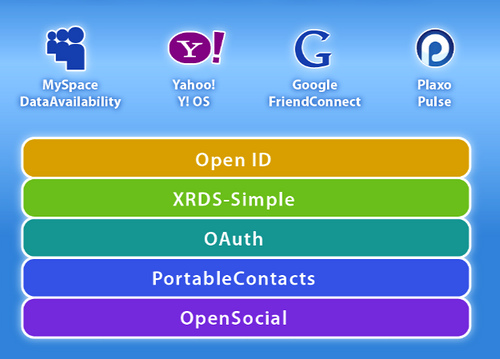 Y!
MySpace
DataAvailability
Yahoo!
Y! OS
G
Google
FriendConnect
Plaxo
Pulse
Open ID
XRDS-Simple
OAuth
PortableContacts
OpenSocial